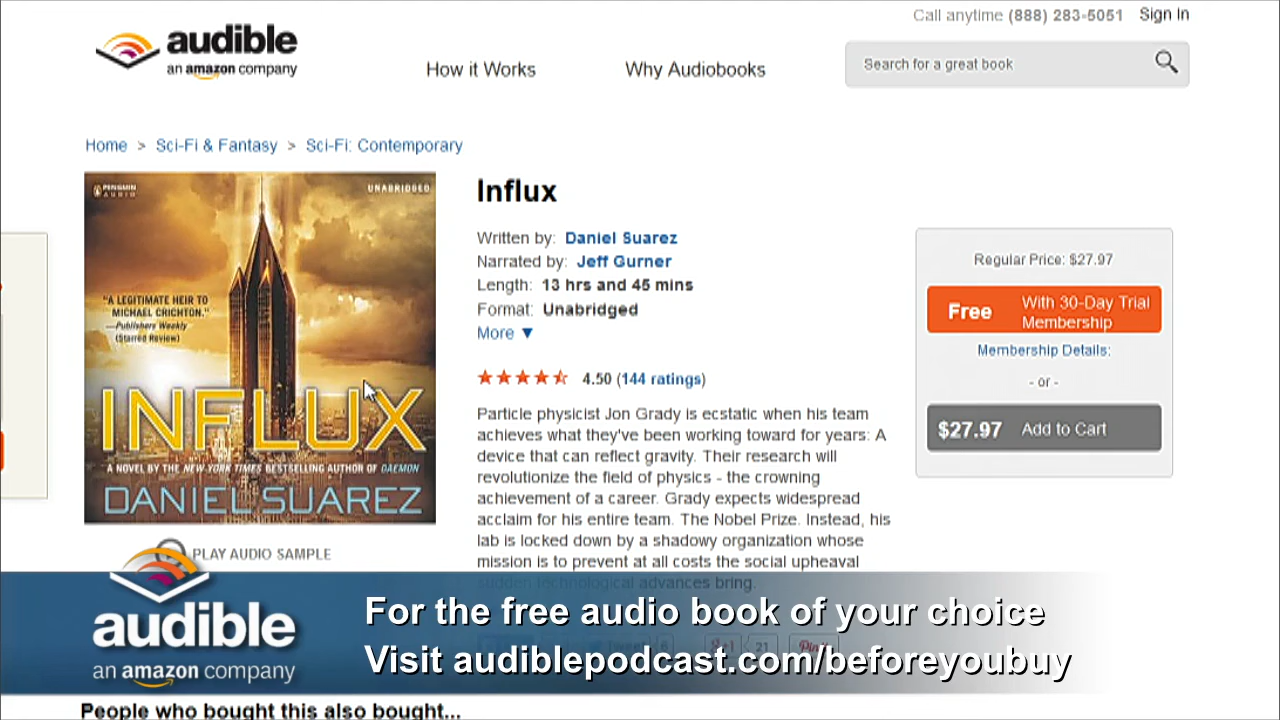 Call anytime (888) 283-5051 Sign In
audible
an amazon company
How it Works
Why Audiobooks
Search for a great book
Home > Sci-Fi & Fantasy > Sci-Fi: Contemporary
PENGUIN
AUDIO
UNABRIDGED
"A LEGITIMATE HEIR TO
MICHAEL CRICHTON."
—Publishers Weekly
(Starred Review)
INFLUX
A NOVEL BY THE NEW YORK TIMES BESTSELLING AUTHOR OF DAEMON
DANIEL SUAREZ
PLAY AUDIO SAMPLE
Influx
Written by: Daniel Suarez
Narrated by: Jeff Gurner
Length: 13 hrs and 45 mins
Format: Unabridged
More ▼
4.50 (144 ratings)
Particle physicist Jon Grady is ecstatic when his team
achieves what they've been working toward for years: A
device that can reflect gravity. Their research will
revolutionize the field of physics - the crowning
achievement of a career. Grady expects widespread
acclaim for his entire team. The Nobel Prize. Instead, his
lab is locked down by a shadowy organization whose
mission is to prevent at all costs the social upheaval
sudden technological advances bring.
Regular Price: $27.97
Free With 30-Day Trial
Membership
Membership Details:
- or -
$27.97 Add to Cart
audible
an amazon company
For the free audio book of your choice
Visit audiblepodcast.com/beforeyoubuy
People who bought this also bought...